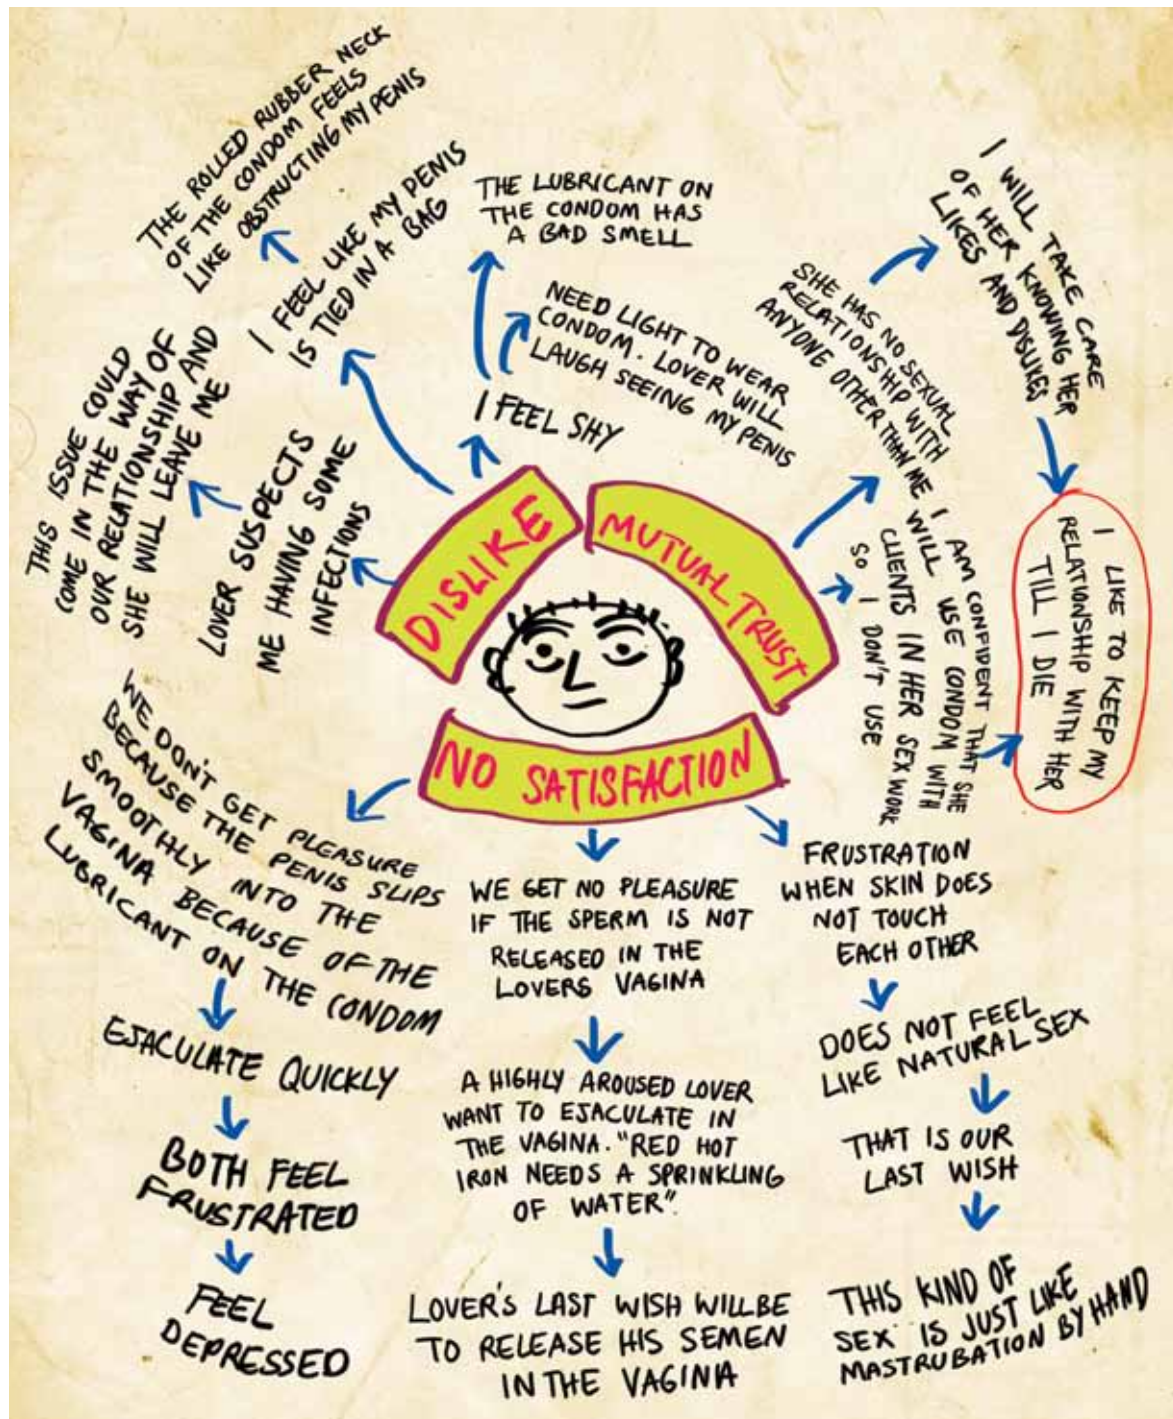 THE ROLLED RUBBER NECK
OF THE CONDOM FEELS
LIKE OBSTRUCTING MY PENIS
I FEEL LIKE MY PENIS
IS TIED IN A BAG
THE LUBRICANT ON
THE CONDOM HAS
A BAD SMELL
NEED LIGHT TO WEAR
CONDOM. LOVER WILL
LAUGH SEEING MY PENIS
I FEEL SHY
THIS ISSUE COULD
COME IN THE WAY OF
OUR RELATIONSHIP AND
SHE WILL LEAVE ME
LOVER SUSPECTS
ME HAVING SOME
INFECTIONS
DISLIKE
MUTUAL TRUST
SHE HAS NO SEXUAL
RELATIONSHIP WITH
ANYONE OTHER THAN ME
I WILL TAKE CARE
OF HER KNOWING HER
LIKES AND DISLIKES
I AM CONFIDENT THAT SHE
WILL USE CONDOM WITH
CLIENTS IN HER SEX WORK
SO I DON'T USE
I LIKE TO KEEP MY
RELATIONSHIP WITH HER
TILL I DIE
NO SATISFACTION
WE DON'T GET PLEASURE
BECAUSE THE PENIS SLIPS
SMOOTHLY INTO THE
VAGINA BECAUSE OF THE
LUBRICANT ON THE CONDOM
EJACULATE QUICKLY
BOTH FEEL
FRUSTRATED
FEEL
DEPRESSED
WE GET NO PLEASURE
IF THE SPERM IS NOT
RELEASED IN THE
LOVERS VAGINA
A HIGHLY AROUSED LOVER
WANT TO EJACULATE IN
THE VAGINA. "RED HOT
IRON NEEDS A SPRINKLING
OF WATER".
LOVER'S LAST WISH WILL BE
TO RELEASE HIS SEMEN
IN THE VAGINA
FRUSTRATION
WHEN SKIN DOES
NOT TOUCH
EACH OTHER
DOES NOT FEEL
LIKE NATURAL SEX
THAT IS OUR
LAST WISH
THIS KIND OF
SEX IS JUST LIKE
MASTRUBATION BY HAND